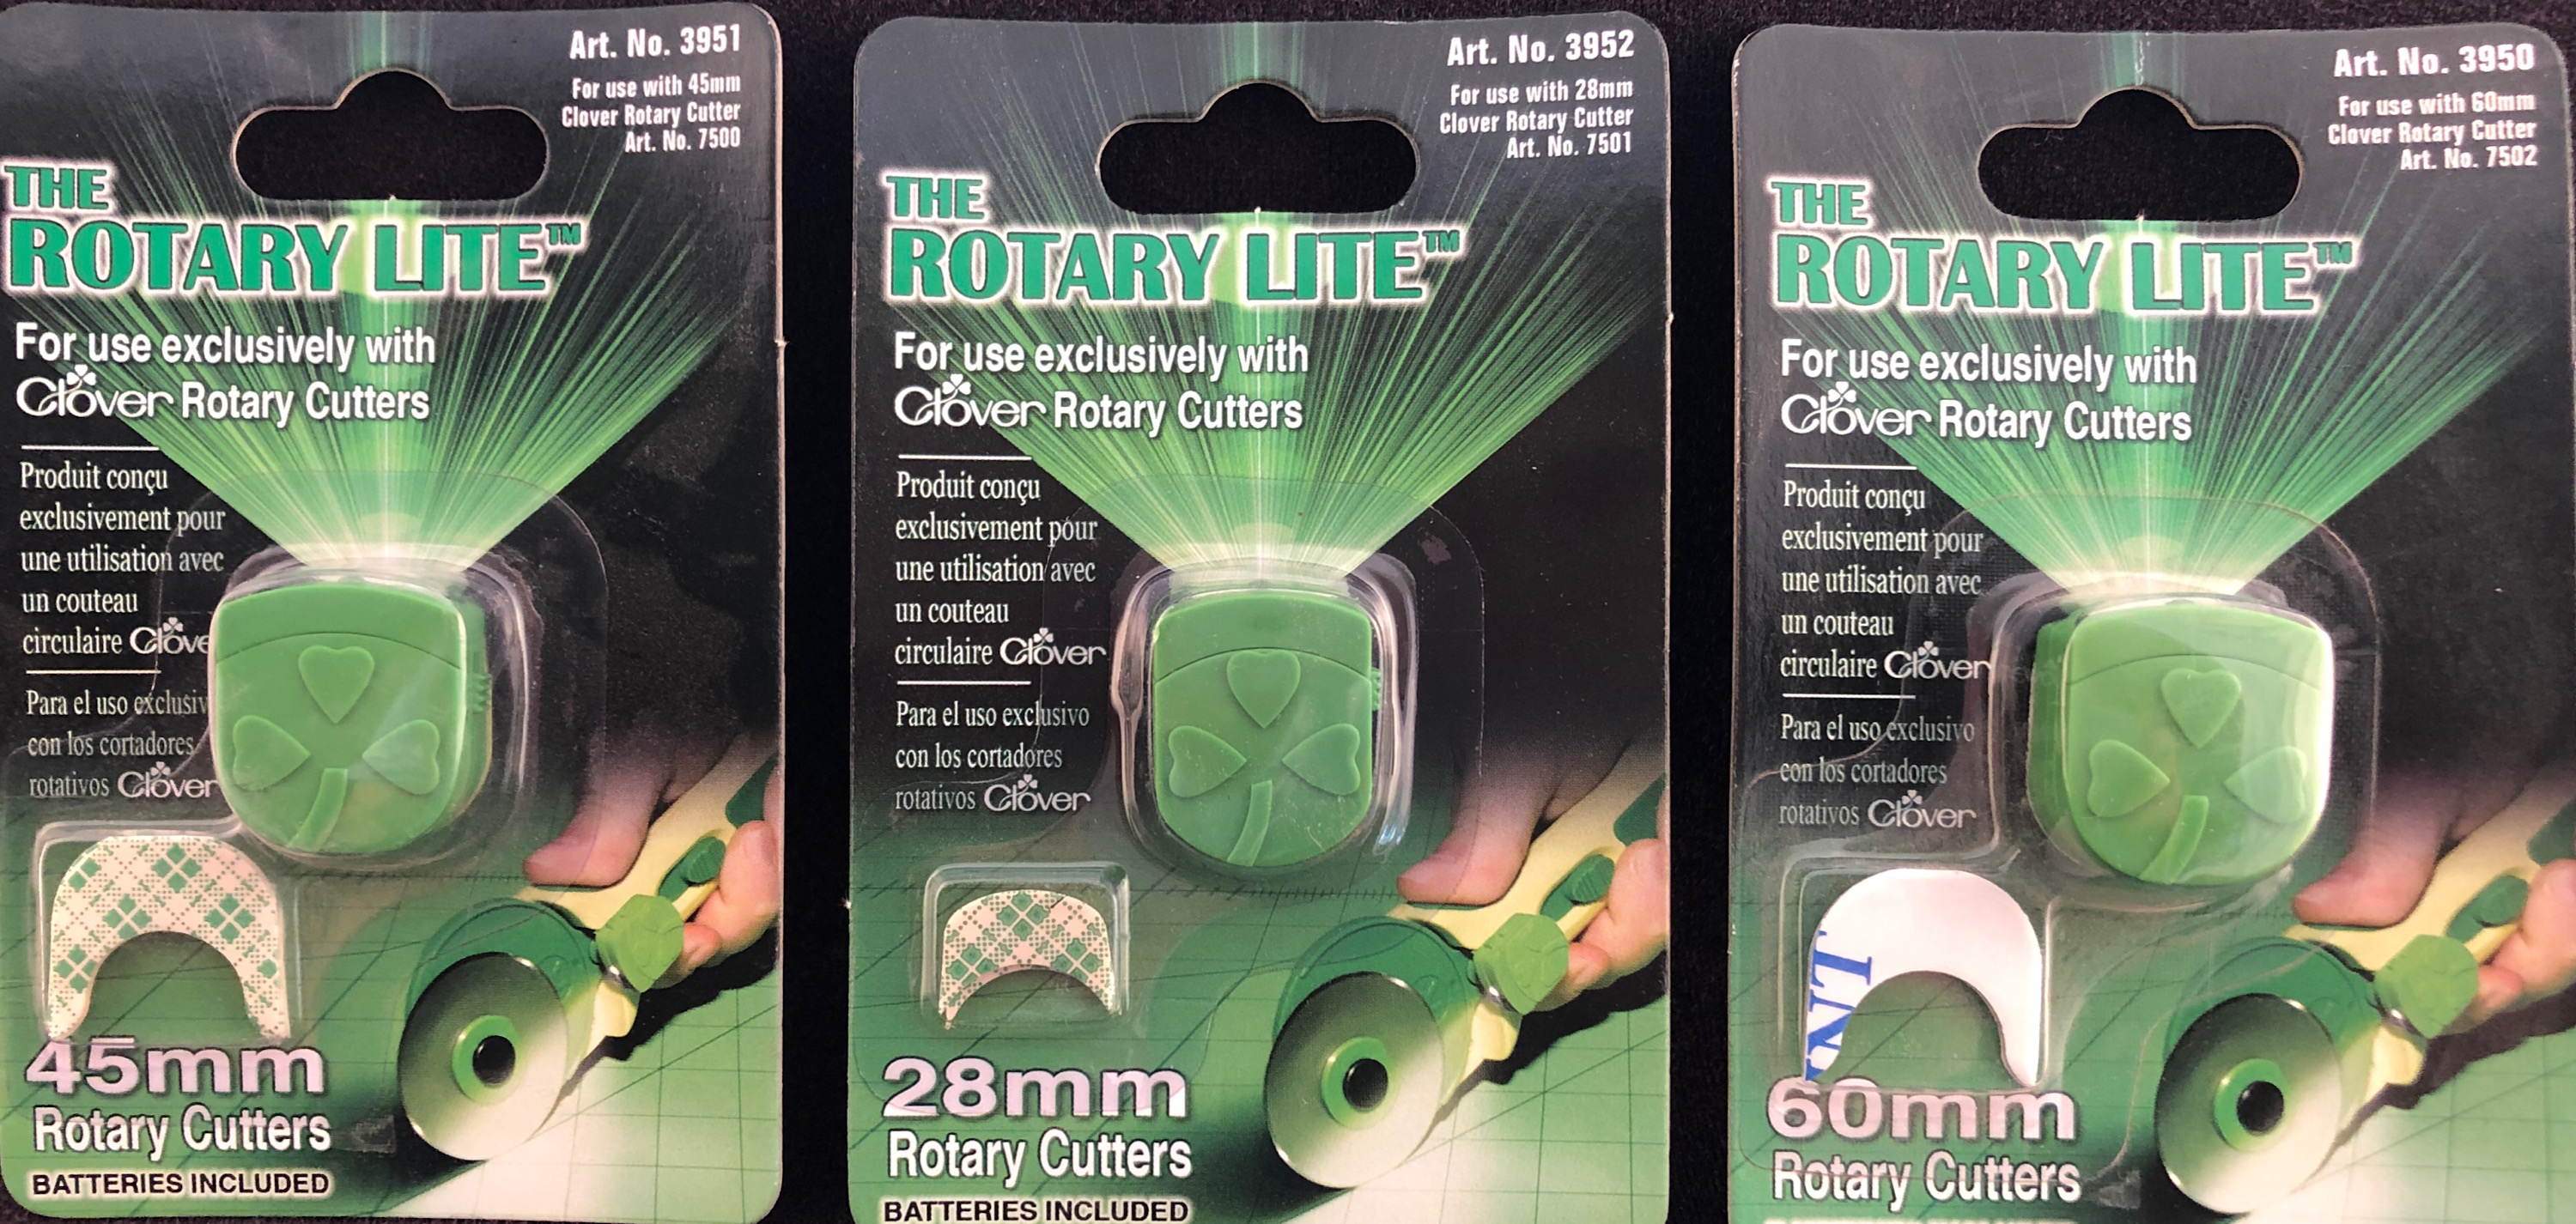 Art. No. 3951
For use with 45mm
Clover Rotary Cutter
Art. No. 7500
THE
ROTARY LITE™
For use exclusively with
Clover Rotary Cutters
Produit conçu
exclusivement pour
une utilisation avec
un couteau
circulaire Clove
Para el uso exclusiv
con los cortadores
rotativos Clover
45mm
Rotary Cutters
BATTERIES INCLUDED
Art. No. 3952
For use with 28mm
Clover Rotary Cutter
Art. No. 7501
THE
ROTARY LITE™
For use exclusively with
Clover Rotary Cutters
Produit conçu
exclusivement pour
une utilisation avec
un couteau
circulaire Clover
Para el uso exclusivo
con los cortadores
rotativos Clover
28mm
Rotary Cutters
BATTERIES INCLUDED
Art. No. 3950
For use with 60mm
Clover Rotary Cutter
Art. No. 7502
THE
ROTARY LITE™
For use exclusively with
Clover Rotary Cutters
Produit conçu
exclusivement pour
une utilisation avec
un couteau
circulaire Clover
Para el uso exclusivo
con los cortadores
rotativos Clover
60mm
Rotary Cutters